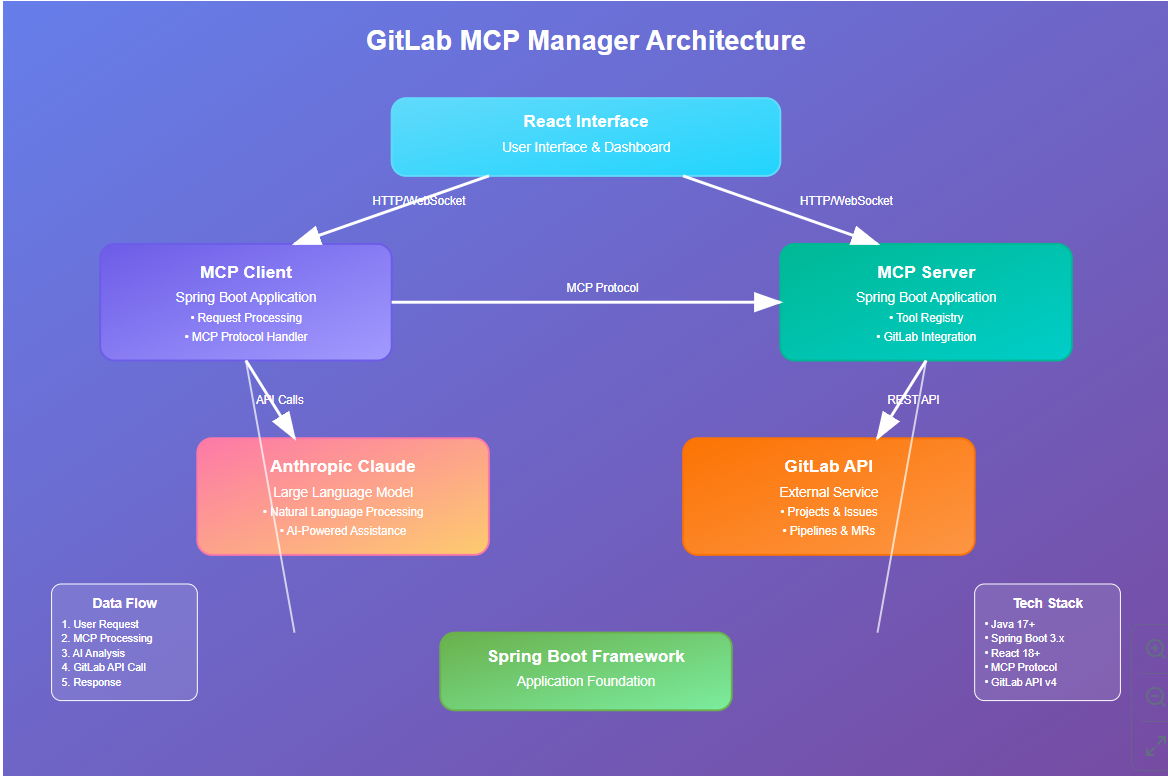 GitLab MCP Manager Architecture
React Interface
User Interface & Dashboard
HTTP/WebSocket
HTTP/WebSocket
MCP Client
Spring Boot Application
• Request Processing
• MCP Protocol Handler
MCP Protocol
MCP Server
Spring Boot Application
• Tool Registry
• GitLab Integration
API Calls
REST API
Anthropic Claude
Large Language Model
• Natural Language Processing
• AI-Powered Assistance
GitLab API
External Service
• Projects & Issues
• Pipelines & MRs
Data Flow
1. User Request
2. MCP Processing
3. AI Analysis
4. GitLab API Call
5. Response
Spring Boot Framework
Application Foundation
Tech Stack
• Java 17+
• Spring Boot 3.x
• React 18+
• MCP Protocol
• GitLab API v4